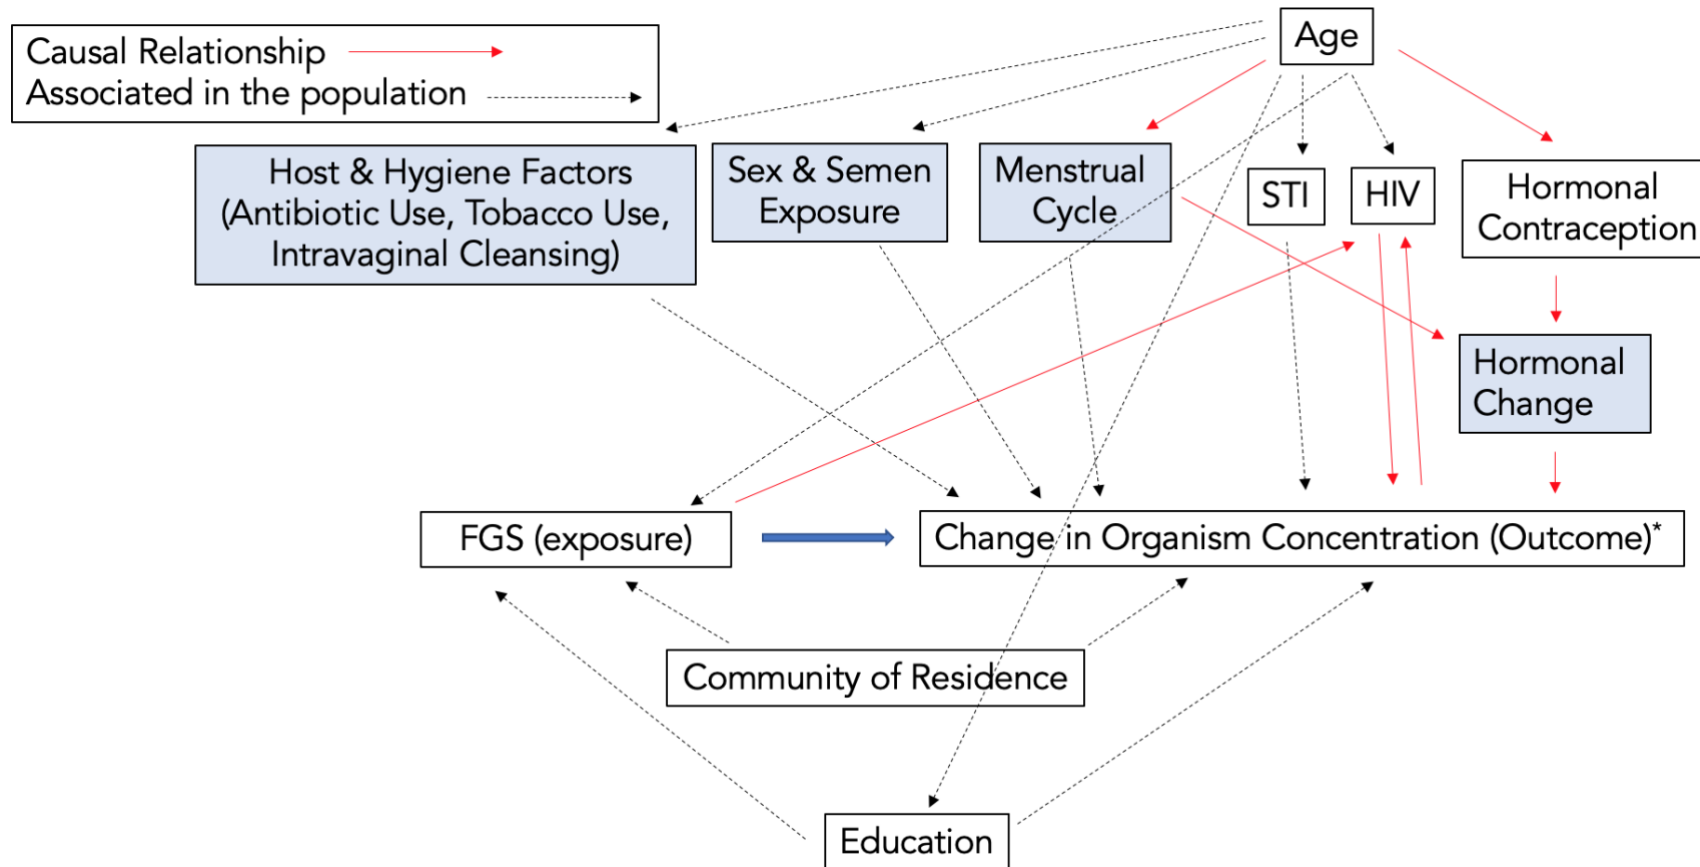 Causal Relationship
Associated in the population
Age
Host & Hygiene Factors
(Antibiotic Use, Tobacco Use,
Intravaginal Cleansing)
Sex & Semen
Exposure
Menstrual
Cycle
STI
HIV
Hormonal
Contraception
Hormonal
Change
FGS (exposure)
Change in Organism Concentration (Outcome)*
Community of Residence
Education